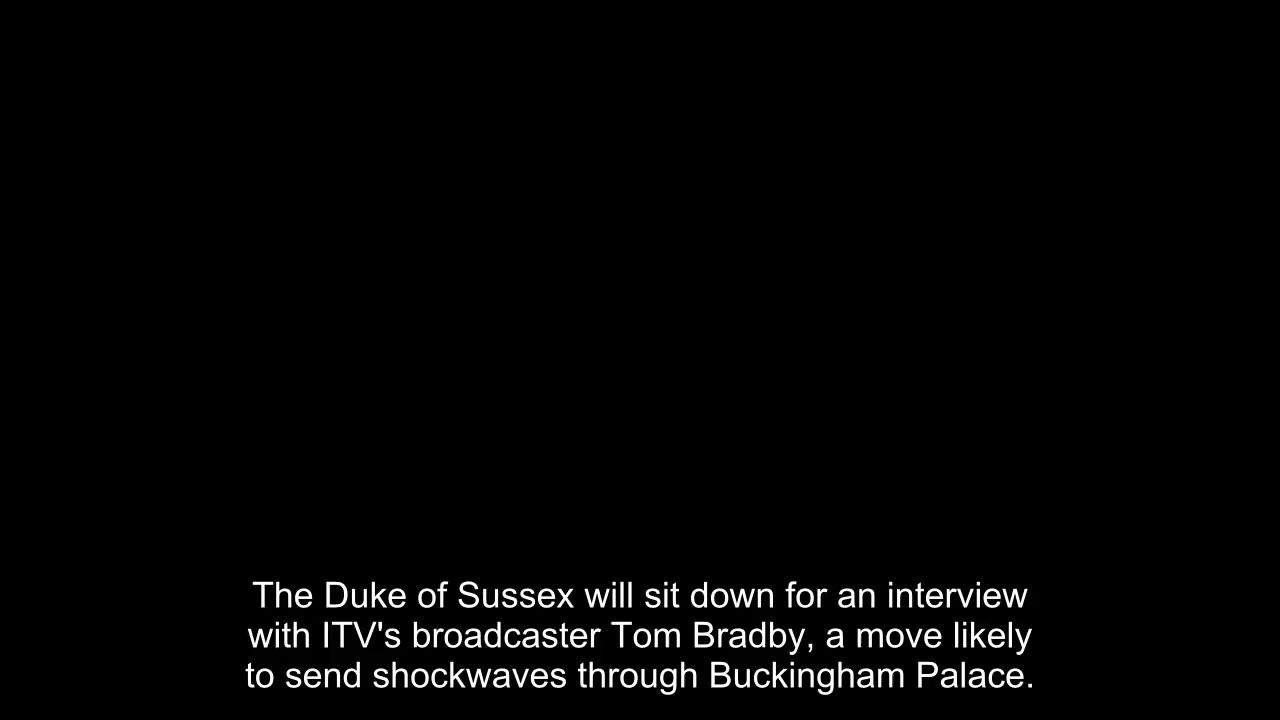 The Duke of Sussex will sit down for an interview
with ITV's broadcaster Tom Bradby, a move likely
to send shockwaves through Buckingham Palace.